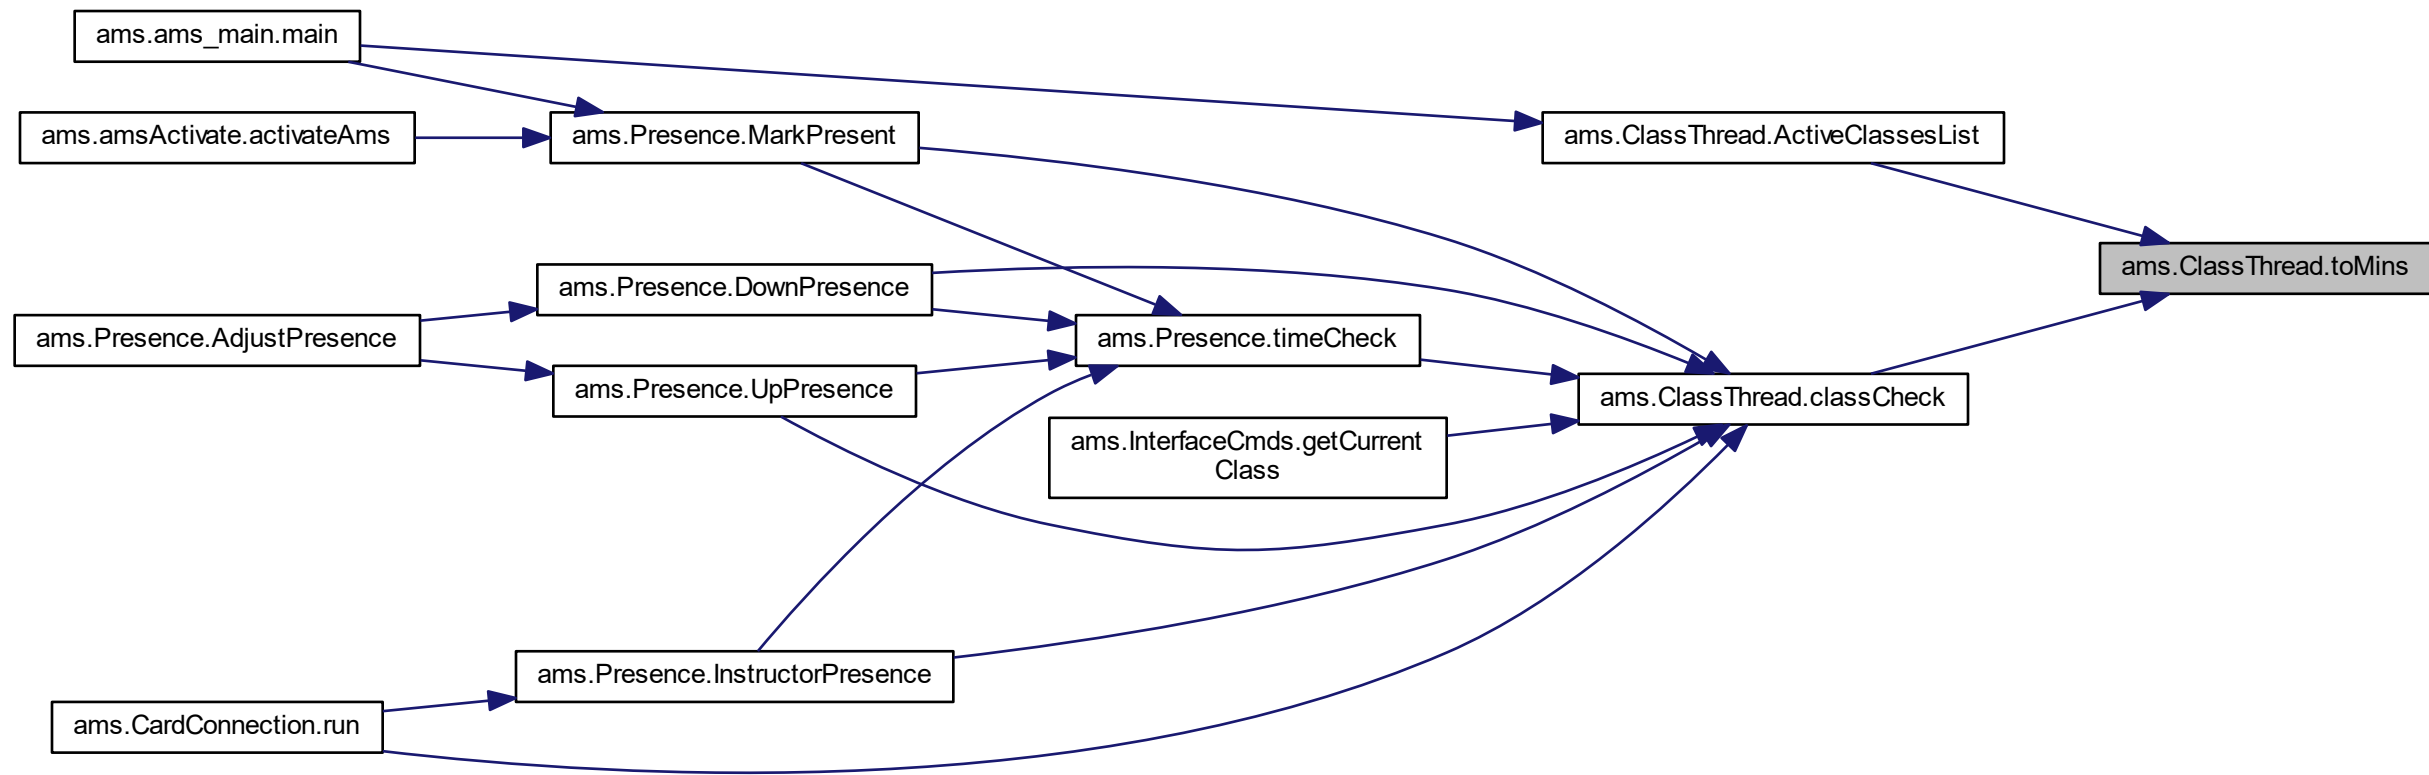 ams.ams_main.main
ams.amsActivate.activateAms
ams.Presence.MarkPresent
ams.ClassThread.ActiveClassesList
ams.ClassThread.toMins
ams.Presence.DownPresence
ams.Presence.AdjustPresence
ams.Presence.timeCheck
ams.Presence.UpPresence
ams.ClassThread.classCheck
ams.InterfaceCmds.getCurrent
Class
ams.Presence.InstructorPresence
ams.CardConnection.run